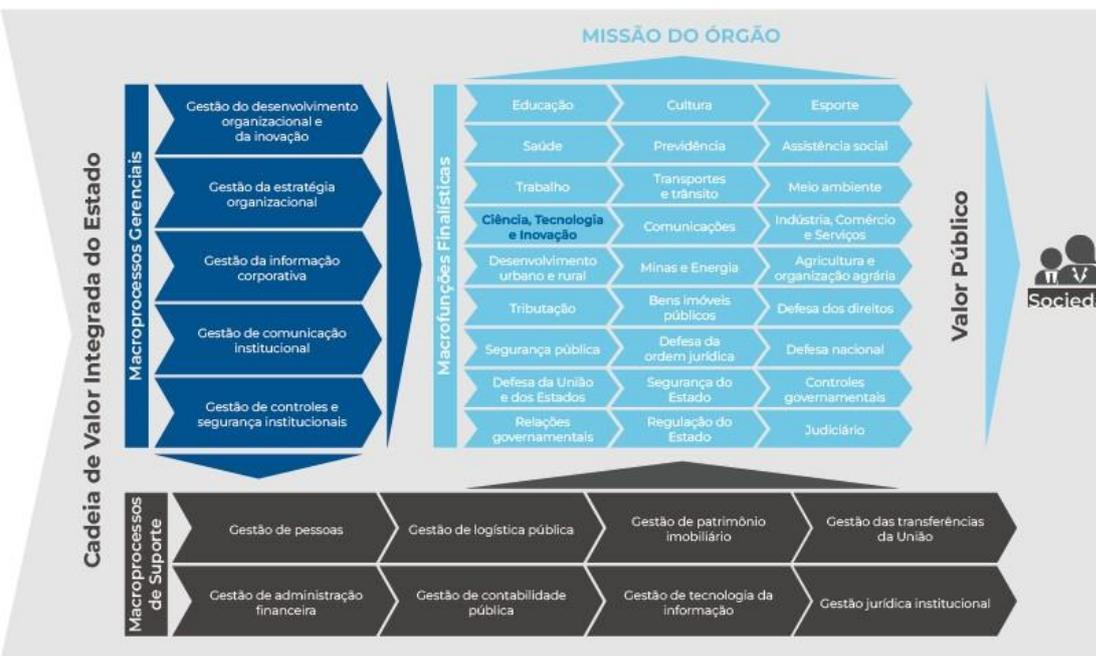 MISSÃO DO ÓRGÃO
Cadeia de Valor Integrada do Estado
Macroprocessos Gerenciais
Gestão do desenvolvimento
organizacional e
da inovação
Gestão da estratégia
organizacional
Gestão da informação
corporativa
Gestão de comunicação
institucional
Gestão de controles e
segurança institucionais
Macrofunções Finalísticas
Educação
Cultura
Esporte
Saúde
Previdência
Assistência social
Trabalho
Transportes
e trânsito
Meio ambiente
Ciência, Tecnologia
e Inovação
Comunicações
Indústria, Comércio
e Serviços
Desenvolvimento
urbano e rural
Minas e Energia
Agricultura e
organização agrária
Tributação
Bens imóveis
públicos
Defesa dos direitos
Segurança pública
Defesa da
ordem jurídica
Defesa nacional
Defesa da União
e dos Estados
Segurança do
Estado
Controles
governamentais
Relações
governamentais
Regulação do
Estado
Judiciário
Valor Público
Socied
Macroprocessos
de Suporte
Gestão de pessoas
Gestão de logística pública
Gestão de patrimônio
imobiliário
Gestão das transferências
da União
Gestão de administração
financeira
Gestão de contabilidade
pública
Gestão de tecnologia da
informação
Gestão jurídica institucional